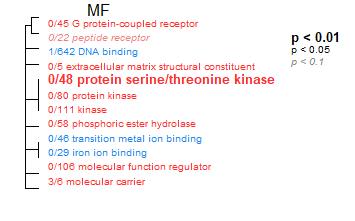 MF
0/45 G protein-coupled receptor
0/22 peptide receptor
1/642 DNA binding
0/5 extracellular matrix structural constituent
0/48 protein serine/threonine kinase
0/80 protein kinase
0/111 kinase
0/58 phosphoric ester hydrolase
0/46 transition metal ion binding
0/29 iron ion binding
0/106 molecular function regulator
3/6 molecular carrier
p < 0.01
p < 0.05
p < 0.1